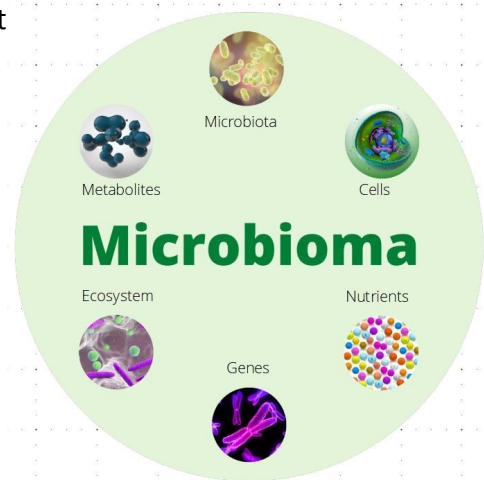 t
Microbiota
Metabolites
Cells
Microbioma
Ecosystem
Nutrients
Genes